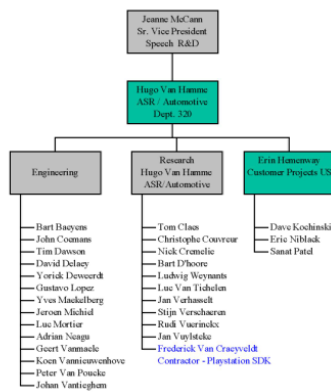 Jeanne McCann
Sr. Vice President
Speech R&D
Hugo Van Hamme
ASR / Automotive
Dept. 320
Engineering
Research
Hugo Van Hamme
ASR/Automotive
Erin Hemenway
Customer Projects US
Bart Baeyens
John Coemans
Tim Dawson
David Delaey
Yorick Deweerdt
Gustavo Lopez
Yves Maekelberg
Jeroen Michiel
Luc Mortier
Adrian Neagu
Geert Vanmaele
Koen Vannieuwenhove
Peter Van Poucke
Johan Vantieghem
Tom Claes
Christophe Couvreur
Nick Cremelie
Bart D'hoore
Ludwig Weynants
Luc Van Tichelen
Jan Verhasselt
Stijn Verschaeren
Rudi Vuerinckx
Jan Vuylsteke
Frederick Van Craeyveldt
Contractor - Playstation SDK
Dave Kochinski
Eric Niblack
Sanat Patel